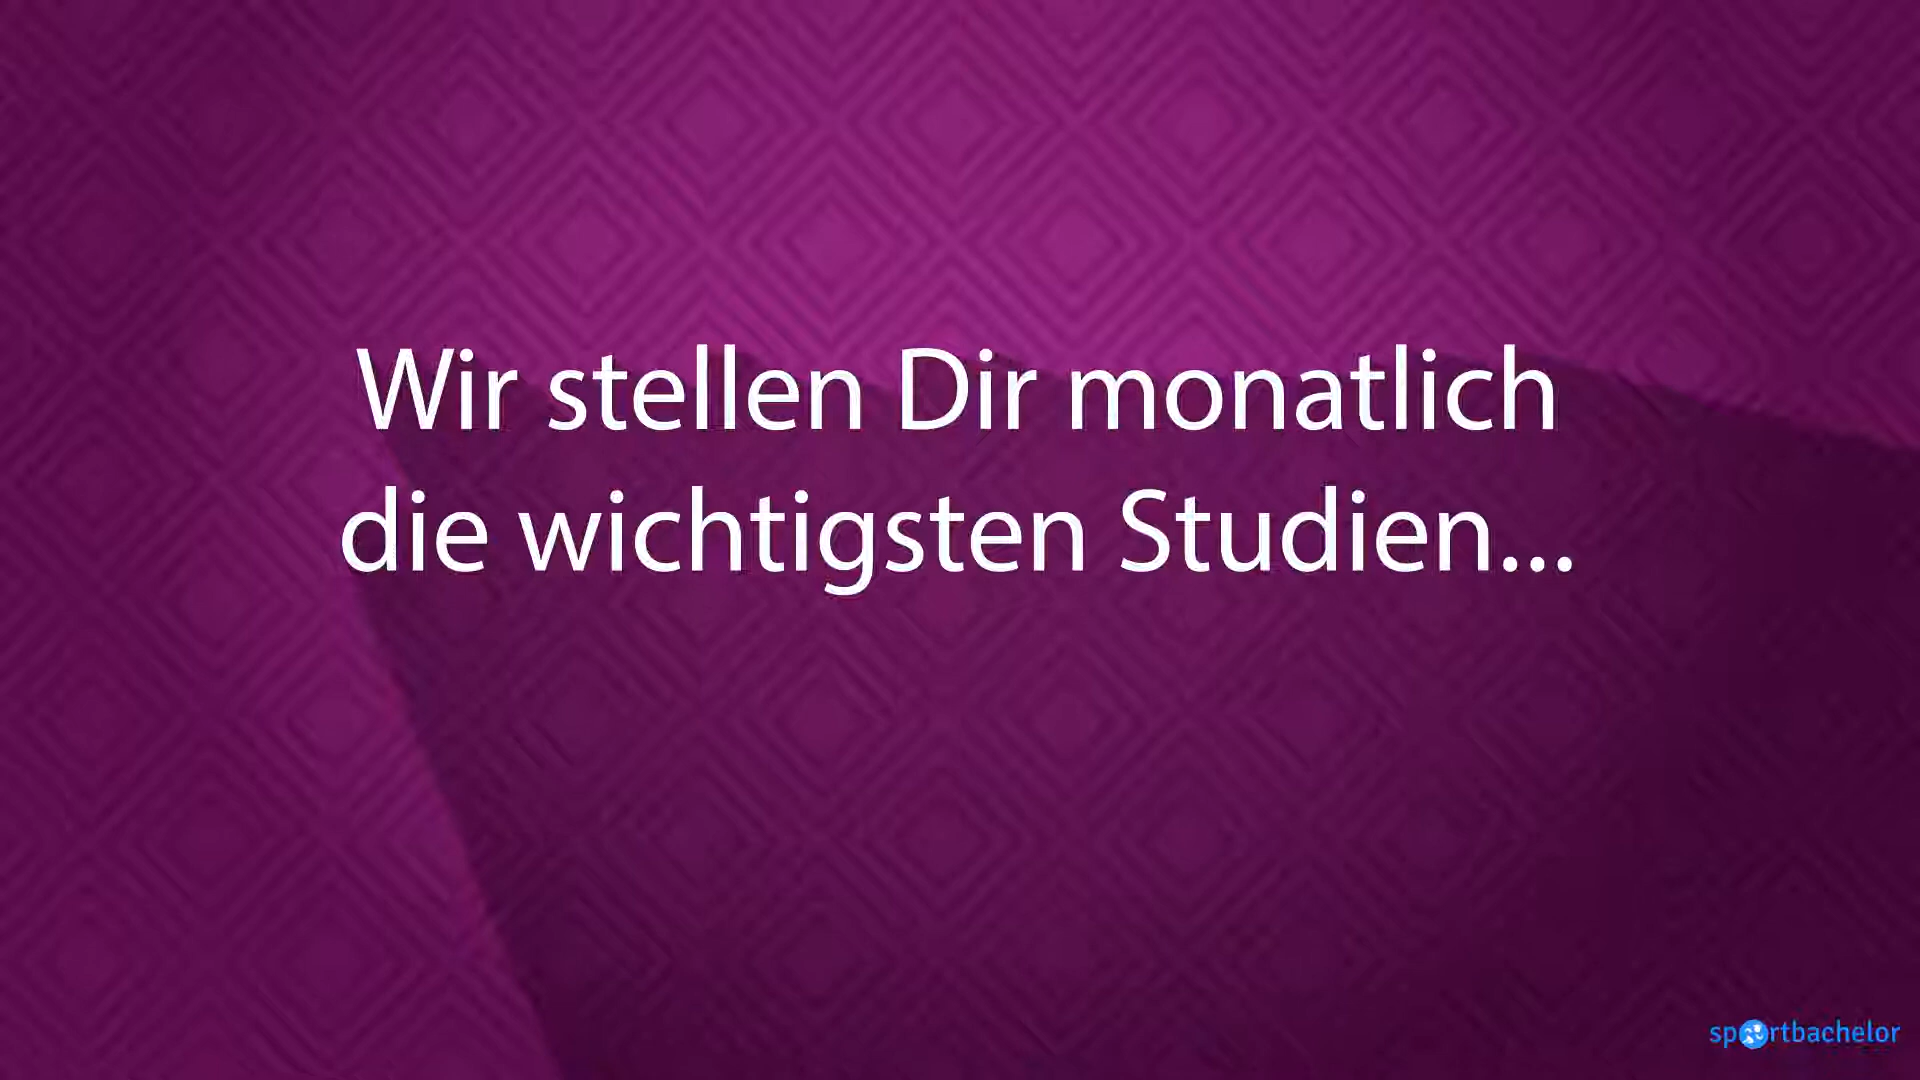 Wir stellen Dir monatlich
die wichtigsten Studien...
sportbachelor